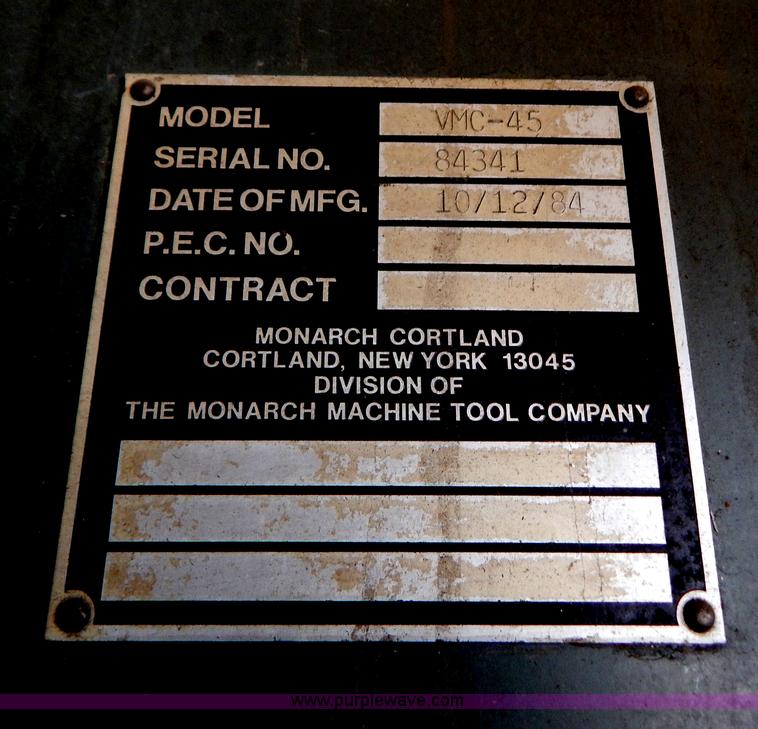 MODEL VMC-45
SERIAL NO. 84341
DATE OF MFG. 10/12/84
P.E.C. NO.
CONTRACT
MONARCH CORTLAND
CORTLAND, NEW YORK 13045
DIVISION OF
THE MONARCH MACHINE TOOL COMPANY
www.purplewave.com